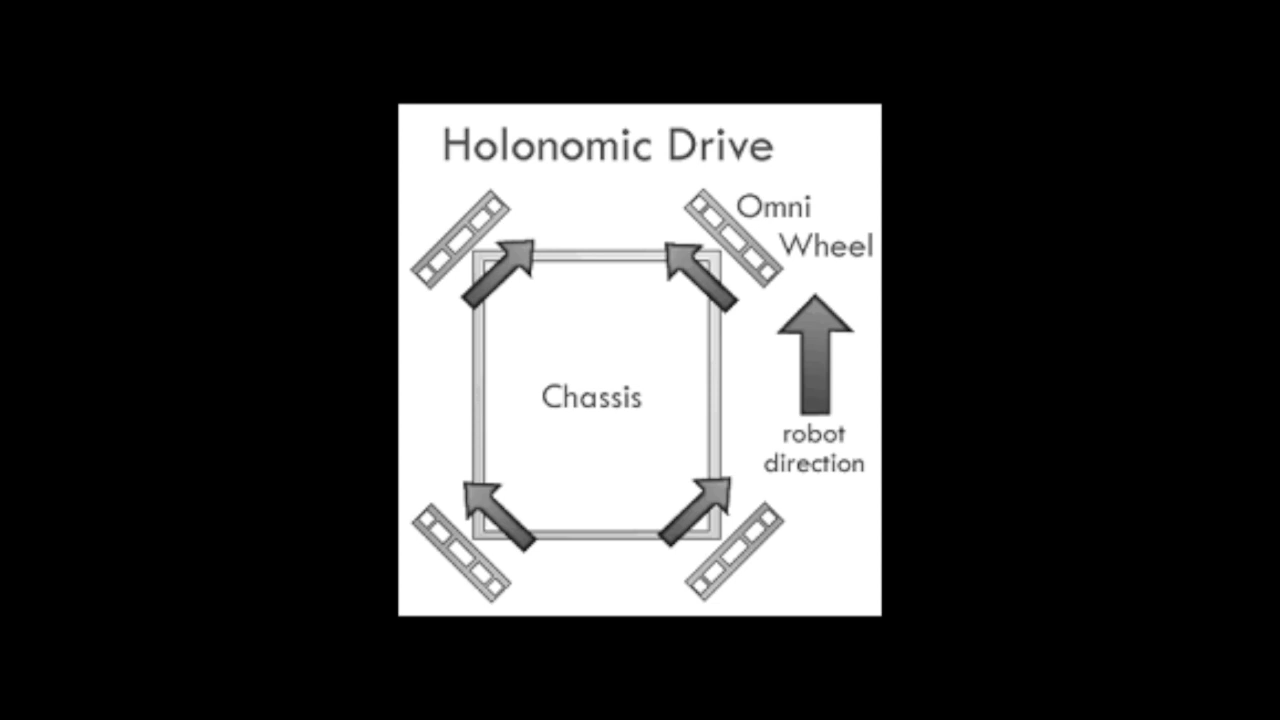 Holonomic Drive
Omni
Wheel
Chassis
robot
direction